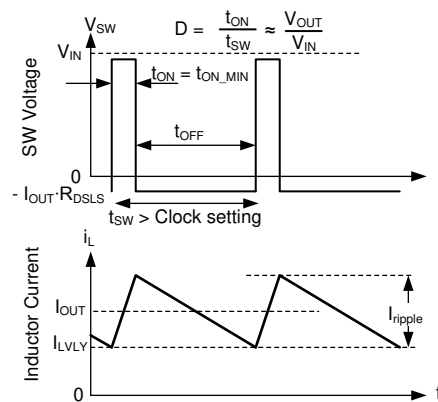 V_SW
D = t_ON / t_SW ≈ V_OUT / V_IN
V_IN
t_ON = t_ON_MIN
SW Voltage
t_OFF
0
t
- I_OUT·R_DSLS
t_SW > Clock setting
i_L
Inductor Current
I_OUT
I_ripple
I_LVLY
0
t